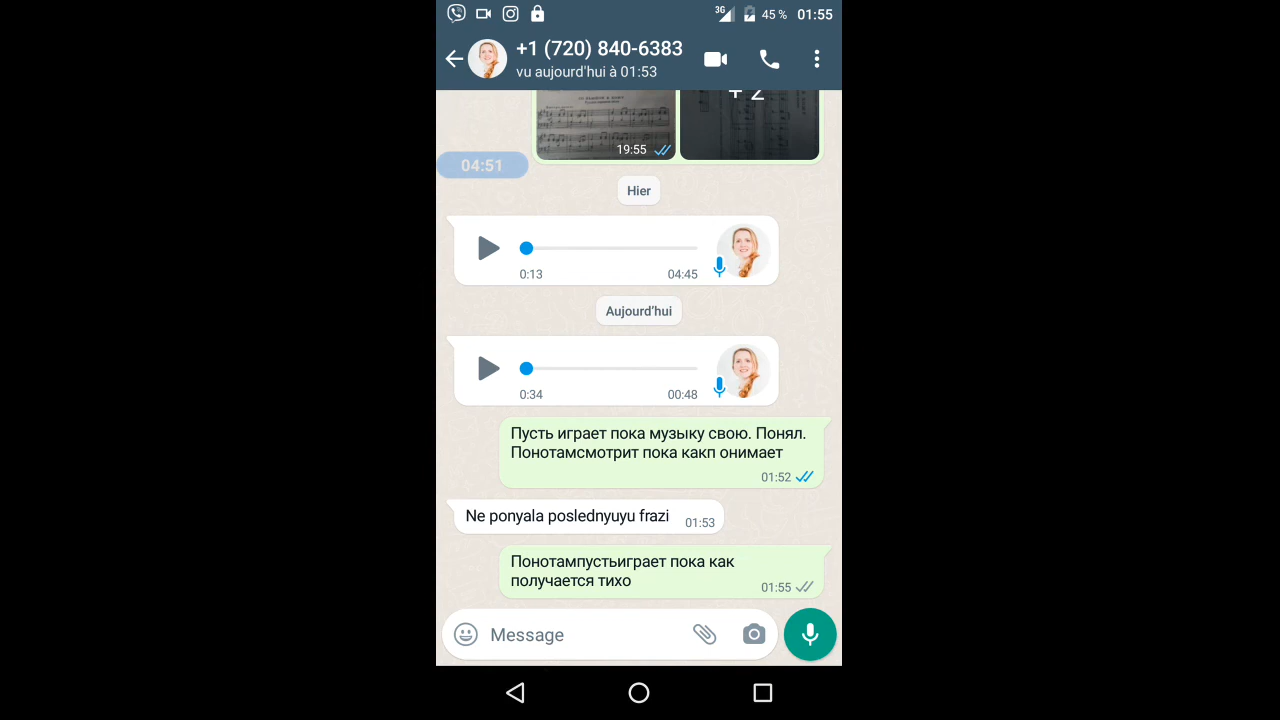 3G 45 % 01:55
+1 (720) 840-6383
vu aujourd'hui à 01:53
+ 2
19:55
04:51
Hier
0:13 04:45
Aujourd'hui
0:34 00:48
Пусть играет пока музыку свою. Понял.
Понотамсмотрит пока какп онимает
01:52
Ne ponyala poslednyuyu frazi 01:53
Понотампустьиграет пока как
получается тихо
01:55
Message